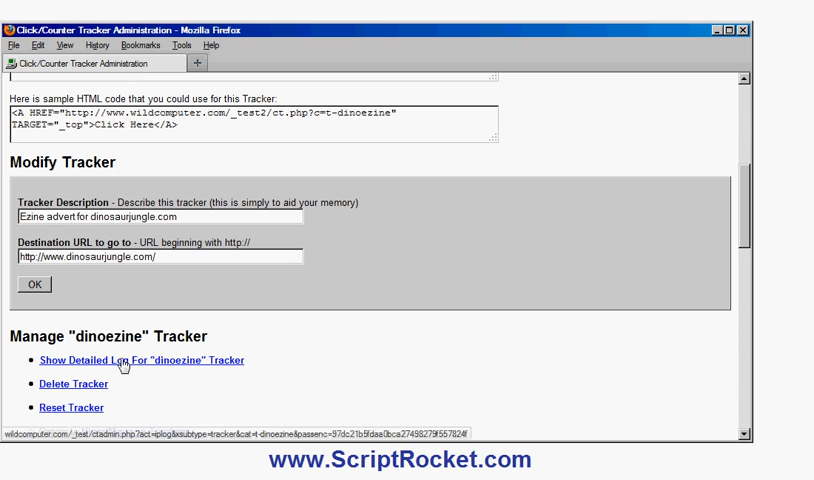 Click/Counter Tracker Administration - Mozilla Firefox
File Edit View History Bookmarks Tools Help
Click/Counter Tracker Administration
Here is sample HTML code that you could use for this Tracker:
<A HREF="http://www.wildcomputer.com/_test2/ct.php?c=t-dinoezine"
TARGET="_top">Click Here</A>
Modify Tracker
Tracker Description - Describe this tracker (this is simply to aid your memory)
Ezine advert for dinosaurjungle.com
Destination URL to go to - URL beginning with http://
http://www.dinosaurjungle.com/
OK
Manage "dinoezine" Tracker
Show Detailed Log For "dinoezine" Tracker
Delete Tracker
Reset Tracker
wildcomputer.com/_test/ctadmin.php?act=iplog&xsubtype=tracker&cat=t-dinoezine&passenc=97dc21b5fdaa0bca27498279f557824f
www.ScriptRocket.com